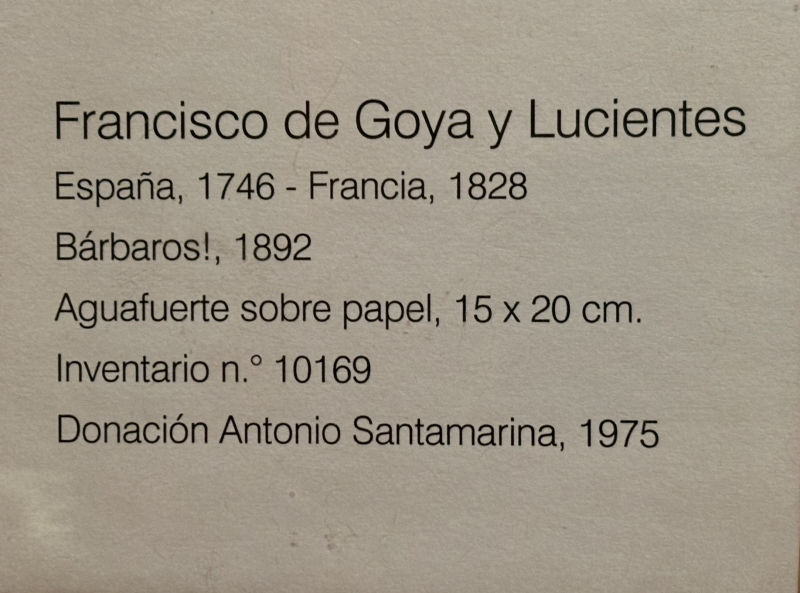 Francisco de Goya y Lucientes
España, 1746 - Francia, 1828
Bárbaros!, 1892
Aguafuerte sobre papel, 15 x 20 cm.
Inventario n.° 10169
Donación Antonio Santamarina, 1975